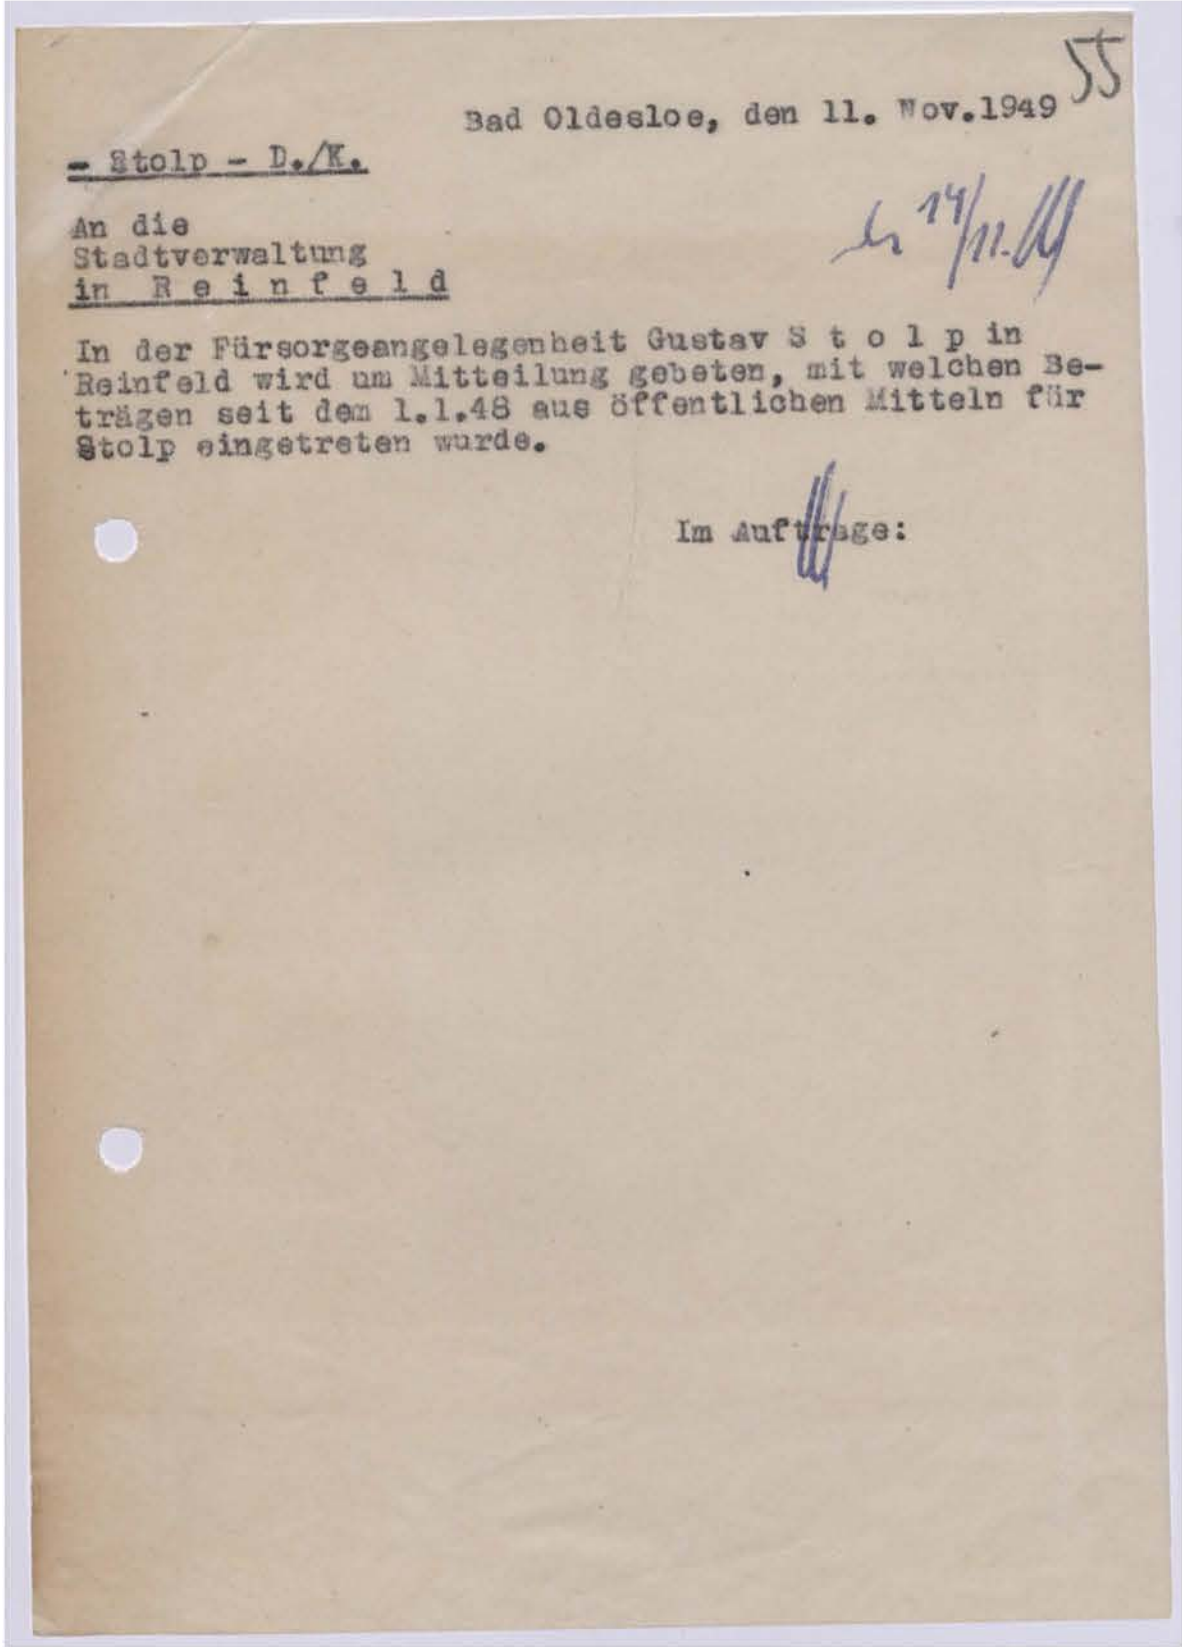 55
Bad Oldesloe, den 11. Nov.1949
- Stolp - D./K.
14/11.
An die
Stadtverwaltung
in R e i n f e l d
In der Fürsorgeangelegenheit Gustav S t o l p in
Reinfeld wird um Mitteilung gebeten, mit welchen Be-
trägen seit dem 1.1.48 aus öffentlichen Mitteln für
Stolp eingetreten wurde.
Im Auftrage: